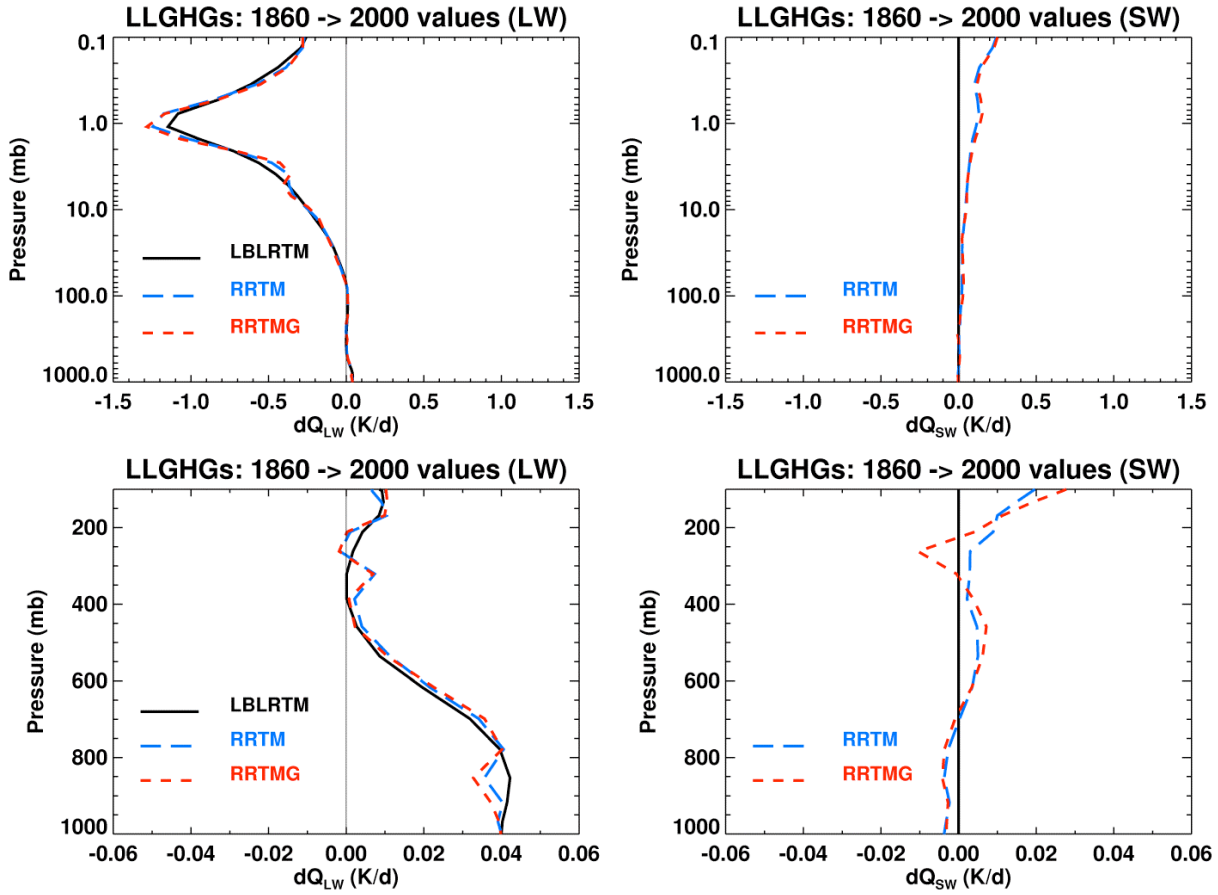 LLGHGs: 1860 -> 2000 values (LW)
0.1
1.0
10.0
100.0
1000.0
Pressure (mb)
LBLRTM
RRTM
RRTMG
-1.5 -1.0 -0.5 0.0 0.5 1.0 1.5
dQLW (K/d)
LLGHGs: 1860 -> 2000 values (SW)
0.1
1.0
10.0
100.0
1000.0
Pressure (mb)
RRTM
RRTMG
-1.5 -1.0 -0.5 0.0 0.5 1.0 1.5
dQSW (K/d)
LLGHGs: 1860 -> 2000 values (LW)
200
400
600
800
1000
Pressure (mb)
LBLRTM
RRTM
RRTMG
-0.06 -0.04 -0.02 0.00 0.02 0.04 0.06
dQLW (K/d)
LLGHGs: 1860 -> 2000 values (SW)
200
400
600
800
1000
Pressure (mb)
RRTM
RRTMG
-0.06 -0.04 -0.02 0.00 0.02 0.04 0.06
dQSW (K/d)